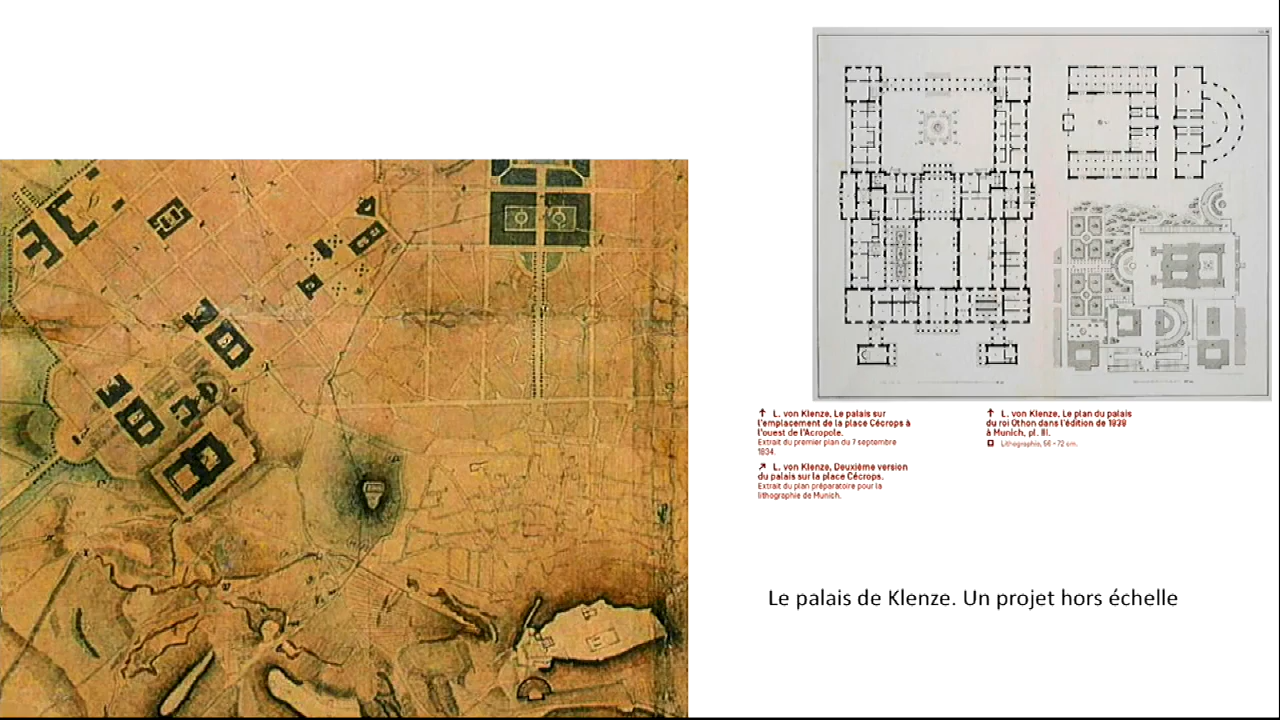 ↑ L. von Klenze, Le palais sur
l'emplacement de la place Cécrops à
l'ouest de l'Acropole.
Extrait du premier plan du 7 septembre
1834.
↗ L. von Klenze, Deuxième version
du palais sur la place Cécrops.
Extrait du plan préparatoire pour la
lithographie de Munich.
↑ L. von Klenze, Le plan du palais
du roi Othon dans l'édition de 1838
à Munich, pl. III.
Lithographie, 56 × 72 cm.
Le palais de Klenze. Un projet hors échelle